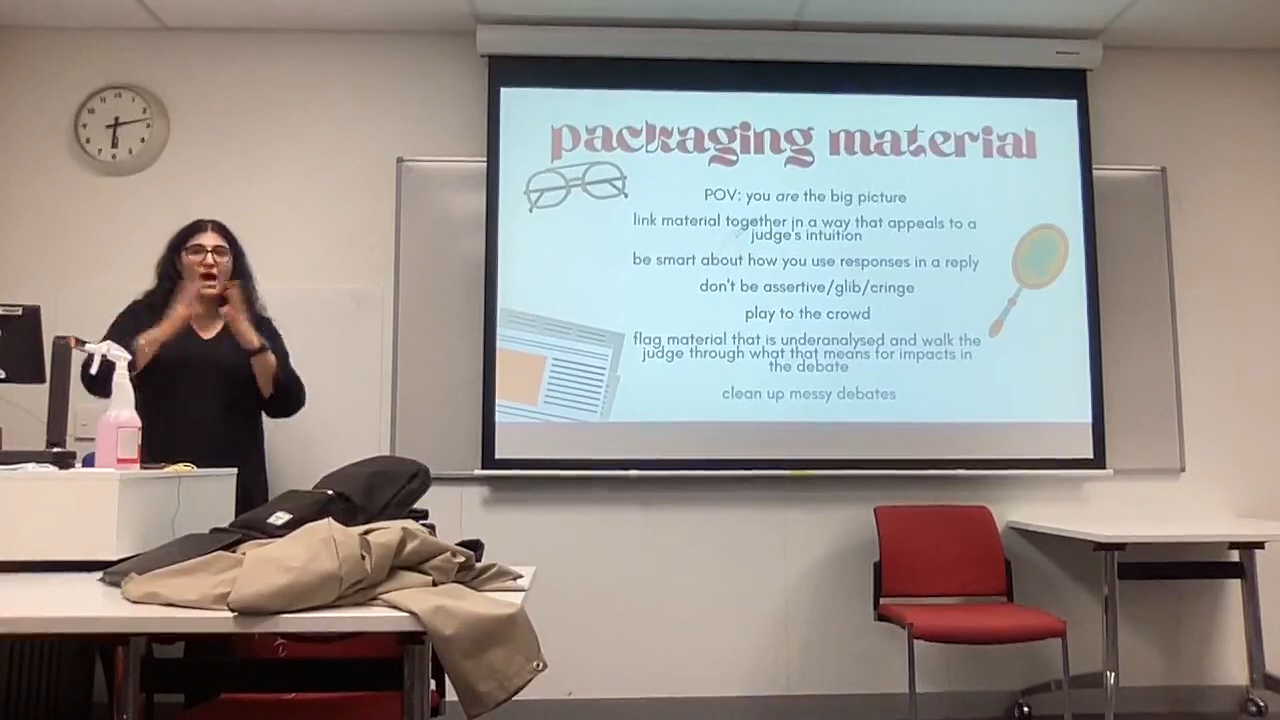 packaging material
POV: you are the big picture
link material together in a way that appeals to a
judge's intuition
be smart about how you use responses in a reply
don't be assertive/glib/cringe
play to the crowd
flag material that is underanalysed and walk the
judge through what that means for impacts in
the debate
clean up messy debates